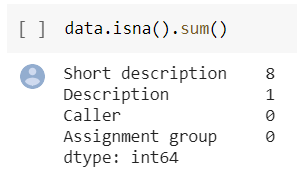 [ ] data.isna().sum()
Short description 8
Description 1
Caller 0
Assignment group 0
dtype: int64